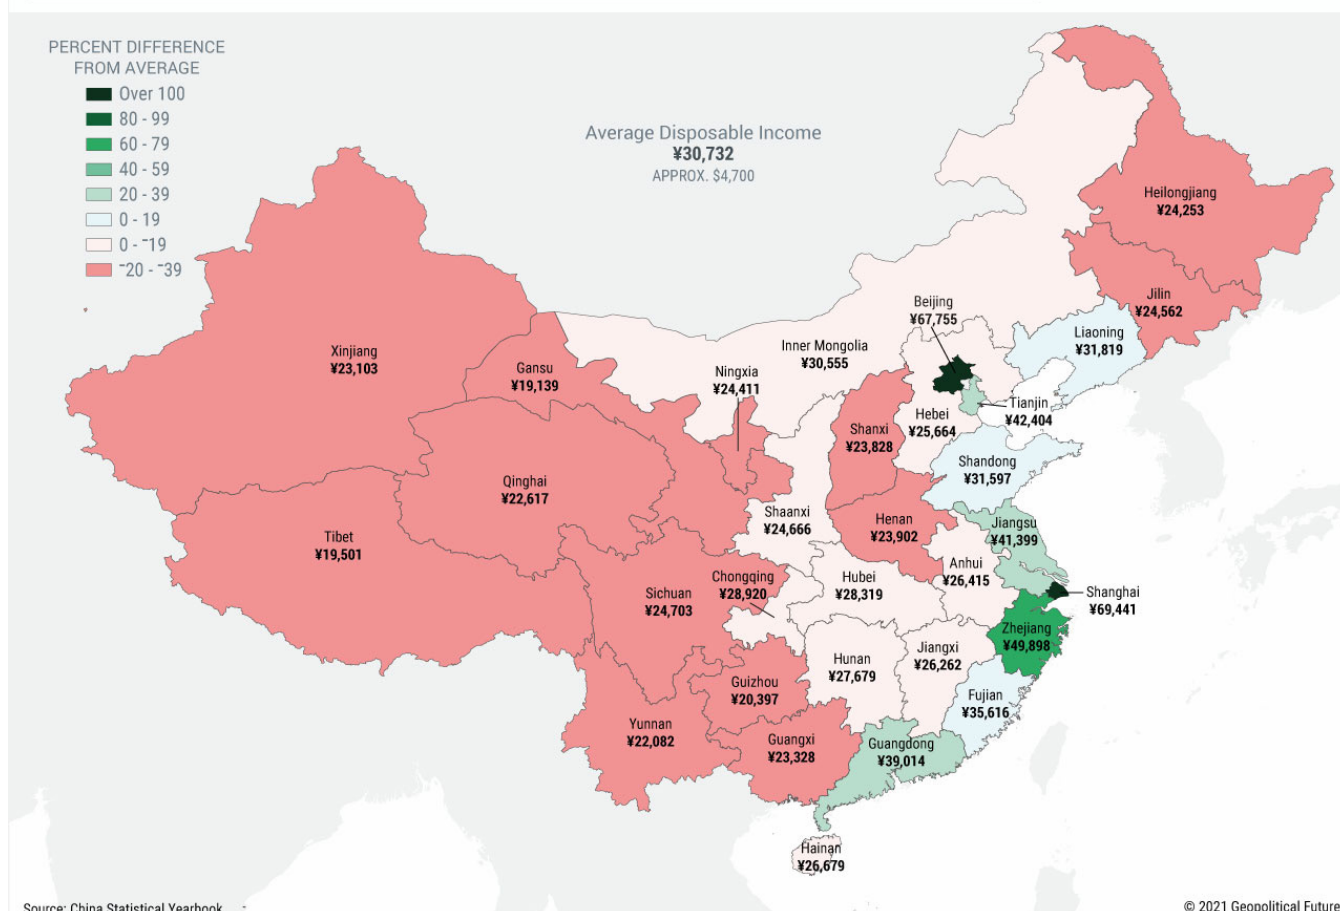 PERCENT DIFFERENCE
FROM AVERAGE
Over 100
80 - 99
60 - 79
40 - 59
20 - 39
0 - 19
0 - ⁻19
⁻20 - ⁻39
Average Disposable Income
¥30,732
APPROX. $4,700
Heilongjiang
¥24,253
Jilin
¥24,562
Liaoning
¥31,819
Beijing
¥67,755
Inner Mongolia
¥30,555
Xinjiang
¥23,103
Gansu
¥19,139
Ningxia
¥24,411
Tianjin
¥42,404
Hebei
¥25,664
Shanxi
¥23,828
Shandong
¥31,597
Qinghai
¥22,617
Shaanxi
¥24,666
Henan
¥23,902
Jiangsu
¥41,399
Tibet
¥19,501
Anhui
¥26,415
Sichuan
¥24,703
Chongqing
¥28,920
Hubei
¥28,319
Shanghai
¥69,441
Zhejiang
¥49,898
Hunan
¥27,679
Jiangxi
¥26,262
Guizhou
¥20,397
Fujian
¥35,616
Yunnan
¥22,082
Guangxi
¥23,328
Guangdong
¥39,014
Hainan
¥26,679
Source: China Statistical Yearbook
© 2021 Geopolitical Future